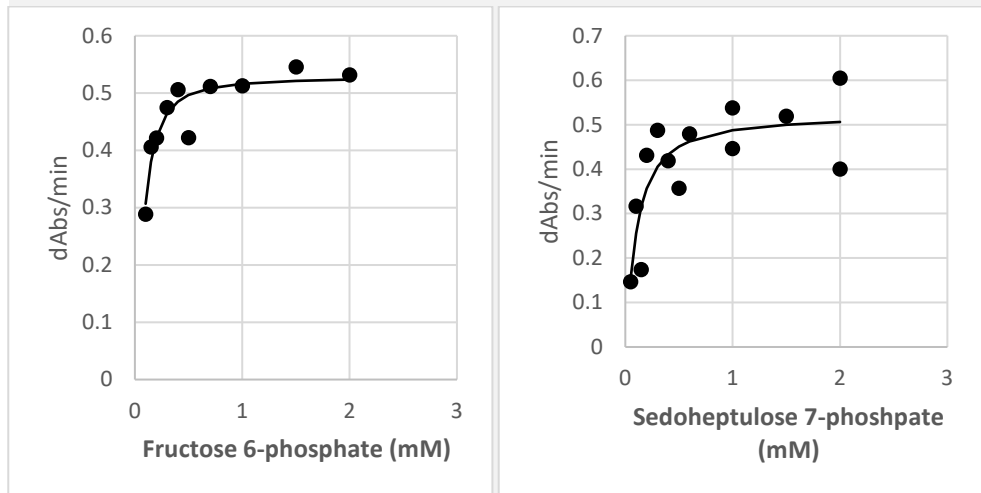 0.6
0.5
0.4
0.3
0.2
0.1
0
dAbs/min
0 1 2 3
Fructose 6-phosphate (mM)
0.7
0.6
0.5
0.4
0.3
0.2
0.1
0
dAbs/min
0 1 2 3
Sedoheptulose 7-phoshpate
(mM)